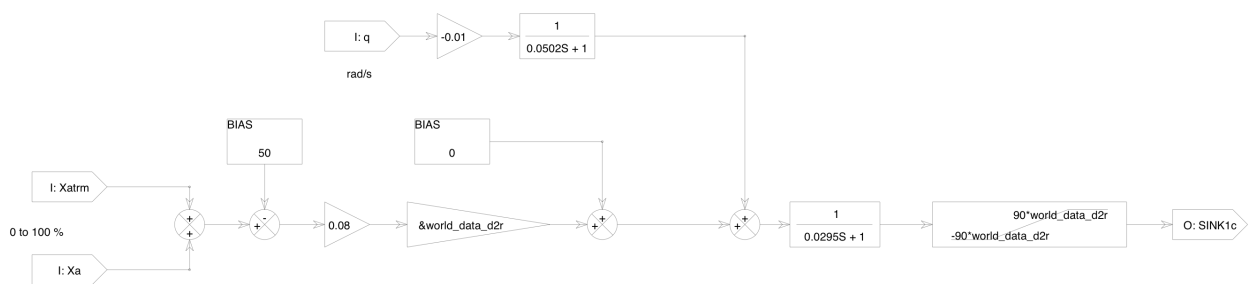 I: q
-0.01
1
0.0502S + 1
rad/s
BIAS
50
BIAS
0
I: Xatrm
0 to 100 %
I: Xa
+
+
-
+
0.08
&world_data_d2r
+
+
+
+
1
0.0295S + 1
90*world_data_d2r
-90*world_data_d2r
O: SINK1c